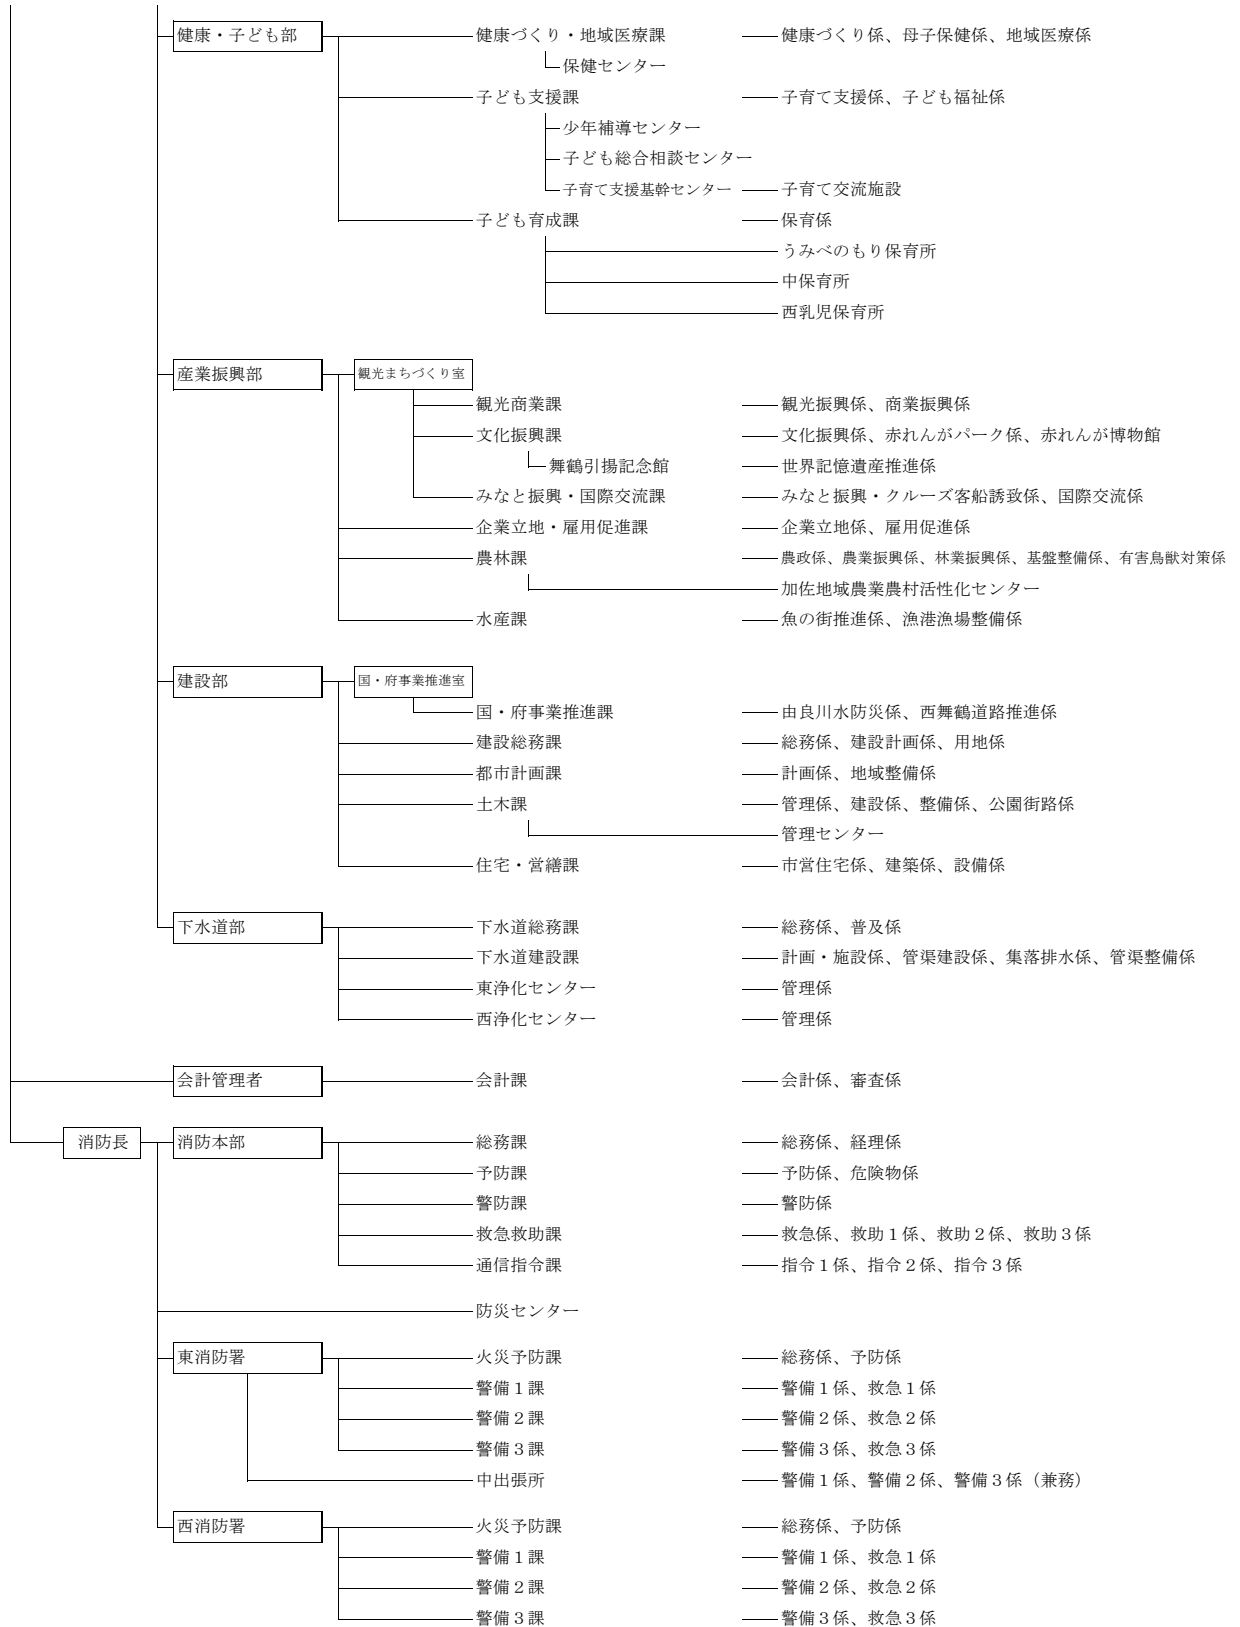 健康・子ども部 健康づくり・地域医療課 健康づくり係、母子保健係、地域医療係
保健センター
子ども支援課 子育て支援係、子ども福祉係
少年補導センター
子ども総合相談センター
子育て支援基幹センター 子育て交流施設
子ども育成課 保育係
うみべのもり保育所
中保育所
西乳児保育所
産業振興部 観光まちづくり室
観光商業課 観光振興係、商業振興係
文化振興課 文化振興係、赤れんがパーク係、赤れんが博物館
舞鶴引揚記念館 世界記憶遺産推進係
みなと振興・国際交流課 みなと振興・クルーズ客船誘致係、国際交流係
企業立地・雇用促進課 企業立地係、雇用促進係
農林課 農政係、農業振興係、林業振興係、基盤整備係、有害鳥獣対策係
加佐地域農業農村活性化センター
水産課 魚の街推進係、漁港漁場整備係
建設部 国・府事業推進室
国・府事業推進課 由良川水防災係、西舞鶴道路推進係
建設総務課 総務係、建設計画係、用地係
都市計画課 計画係、地域整備係
土木課 管理係、建設係、整備係、公園街路係
管理センター
住宅・営繕課 市営住宅係、建築係、設備係
下水道部 下水道総務課 総務係、普及係
下水道建設課 計画・施設係、管渠建設係、集落排水係、管渠整備係
東浄化センター 管理係
西浄化センター 管理係
会計管理者 会計課 会計係、審査係
消防長 消防本部 総務課 総務係、経理係
予防課 予防係、危険物係
警防課 警防係
救急救助課 救急係、救助1係、救助2係、救助3係
通信指令課 指令1係、指令2係、指令3係
防災センター
東消防署 火災予防課 総務係、予防係
警備1課 警備1係、救急1係
警備2課 警備2係、救急2係
警備3課 警備3係、救急3係
中出張所 警備1係、警備2係、警備3係(兼務)
西消防署 火災予防課 総務係、予防係
警備1課 警備1係、救急1係
警備2課 警備2係、救急2係
警備3課 警備3係、救急3係